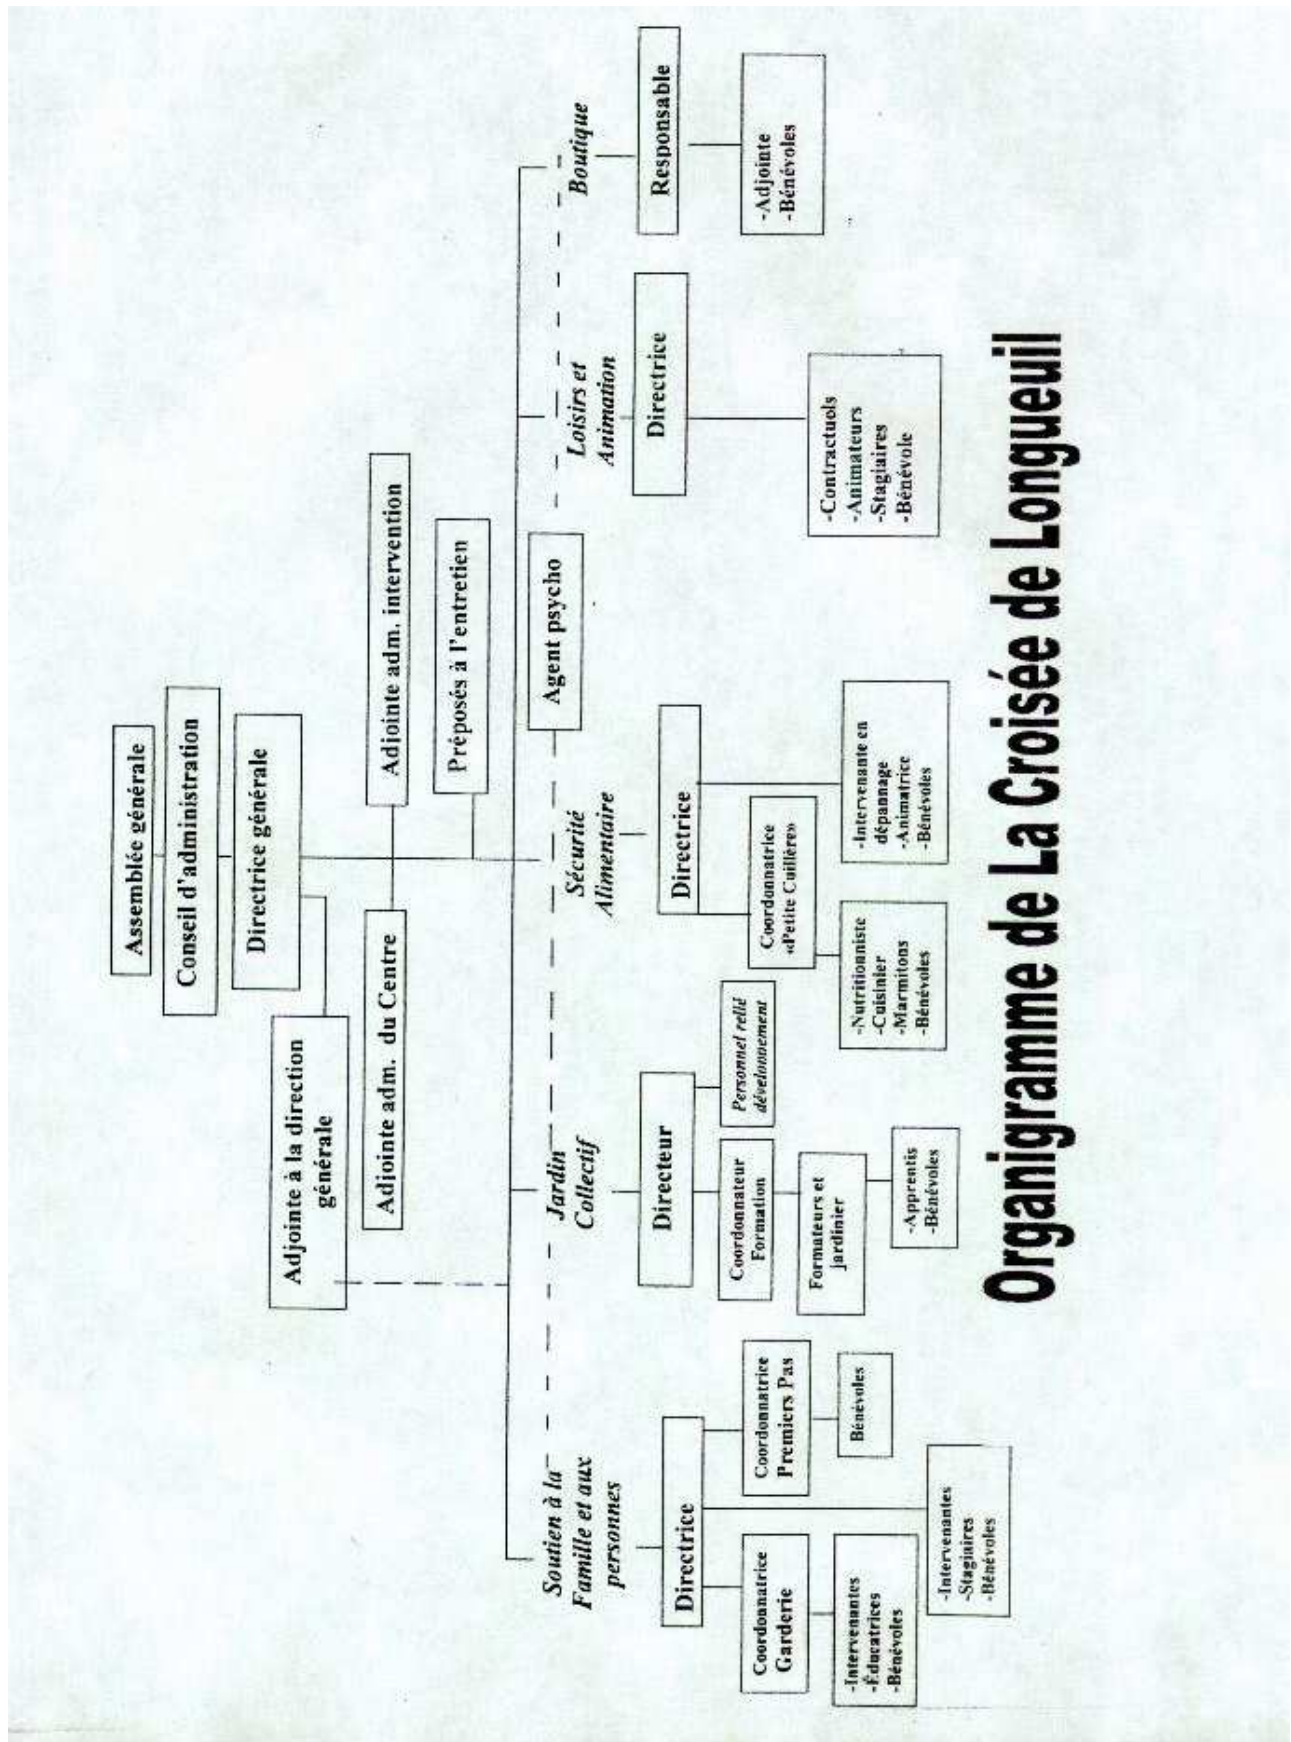 Assemblée générale
Conseil d'administration
Directrice générale
Adjointe à la direction
générale
Adjointe adm. du Centre
Adjointe adm. intervention
Préposés à l'entretien
Agent psycho
Soutien à la
Famille et aux
personnes
Jardin
Collectif
Sécurité
Alimentaire
Loisirs et
Animation
Boutique
Directrice
Coordonnatrice
Garderie
-Intervenantes
-Éducatrices
-Bénévoles
Coordonnatrice
Premiers Pas
Bénévoles
-Intervenantes
-Stagiaires
-Bénévoles
Directeur
Coordonnateur
Formation
Personnel relié
développement
Formateurs et
jardinier
-Apprentis
-Bénévoles
Directrice
Coordonnatrice
«Petite Cuillère»
-Nutritionniste
-Cuisinier
-Marmitons
-Bénévoles
-Intervenante en
dépannage
-Animatrice
-Bénévoles
Directrice
-Contractuols
-Animateurs
-Stagiaires
-Bénévole
Responsable
-Adjointe
-Bénévoles
Organigramme de La Croisée de Longueuil